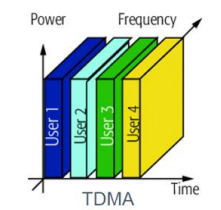 Power Frequency
User 1
User 2
User 3
User 4
Time
TDMA